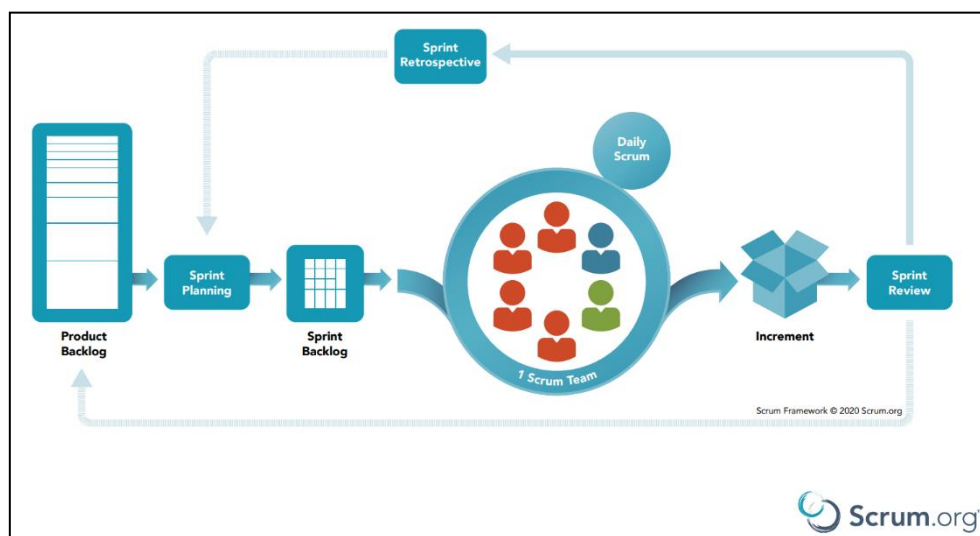 Sprint
Retrospective
Daily
Scrum
Sprint
Planning
Sprint
Review
Product
Backlog
Sprint
Backlog
Increment
1 Scrum Team
Scrum Framework © 2020 Scrum.org
Scrum.org